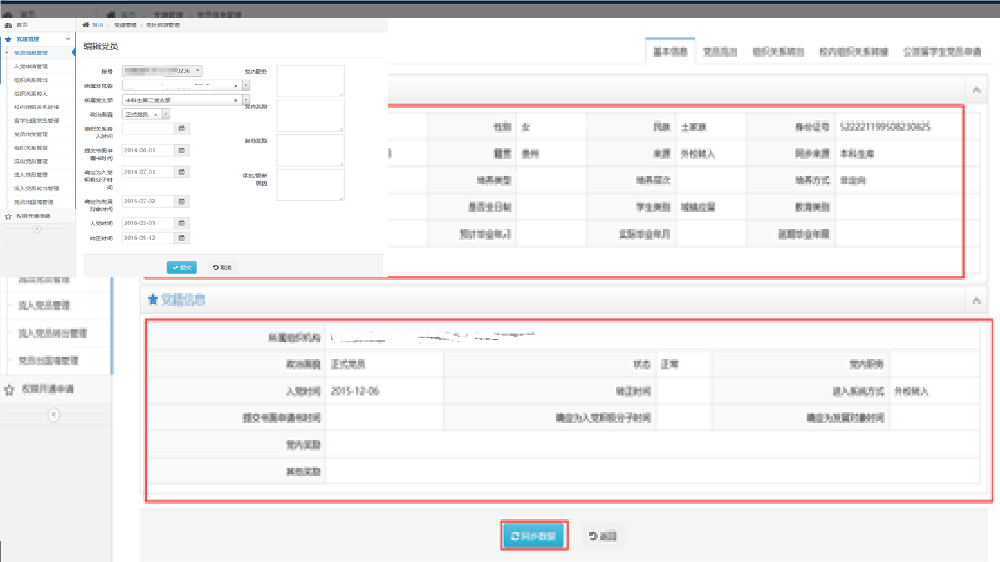 首页
首页 > 党建管理 > 党员信息管理
首页
首页 > 党建管理 > 党员信息管理
党建管理
党员信息管理
入党申请管理
组织关系转出
组织关系转入
校内组织关系转接
留学归国党员管理
党员出党管理
组织关系暂留
流出党员管理
流入党员管理
流入党员转出管理
党员出国境管理
权限开通申请
编辑党员
账号 0236
所属分党委
所属党支部 本科生第二党支部
政治面貌 正式党员
组织关系转
入时间
提交书面申
请书时间
2014-06-01
确定为入党
积极分子时
间
2014-07-01
确定为发展
对象时间
2015-07-02
入党时间 2016-03-01
转正时间 2016-05-12
党内职务
党内奖励
其他奖励
添加/更新
原因
提交 取消
基本信息 党员流出 组织关系转出 校内组织关系转接 公派留学生党员申请
性别 女 民族 土家族 身份证号 522221199508230825
籍贯 贵州 来源 外校转入 同步来源 本科生库
培养类型 培养层次 培养方式 非定向
是否全日制 学生类别 城镇应届 教育类别
预计毕业年月 实际毕业年月 延期毕业年限
流出党员管理
流入党员管理
流入党员转出管理
党员出国境管理
权限开通申请
党籍信息
所属组织机构
政治面貌 正式党员 状态 正常 党内职务
入党时间 2015-12-06 转正时间 进入系统方式 外校转入
提交书面申请书时间 确定为入党积极分子时间 确定为发展对象时间
党内奖励
其他奖励
同步数据 返回